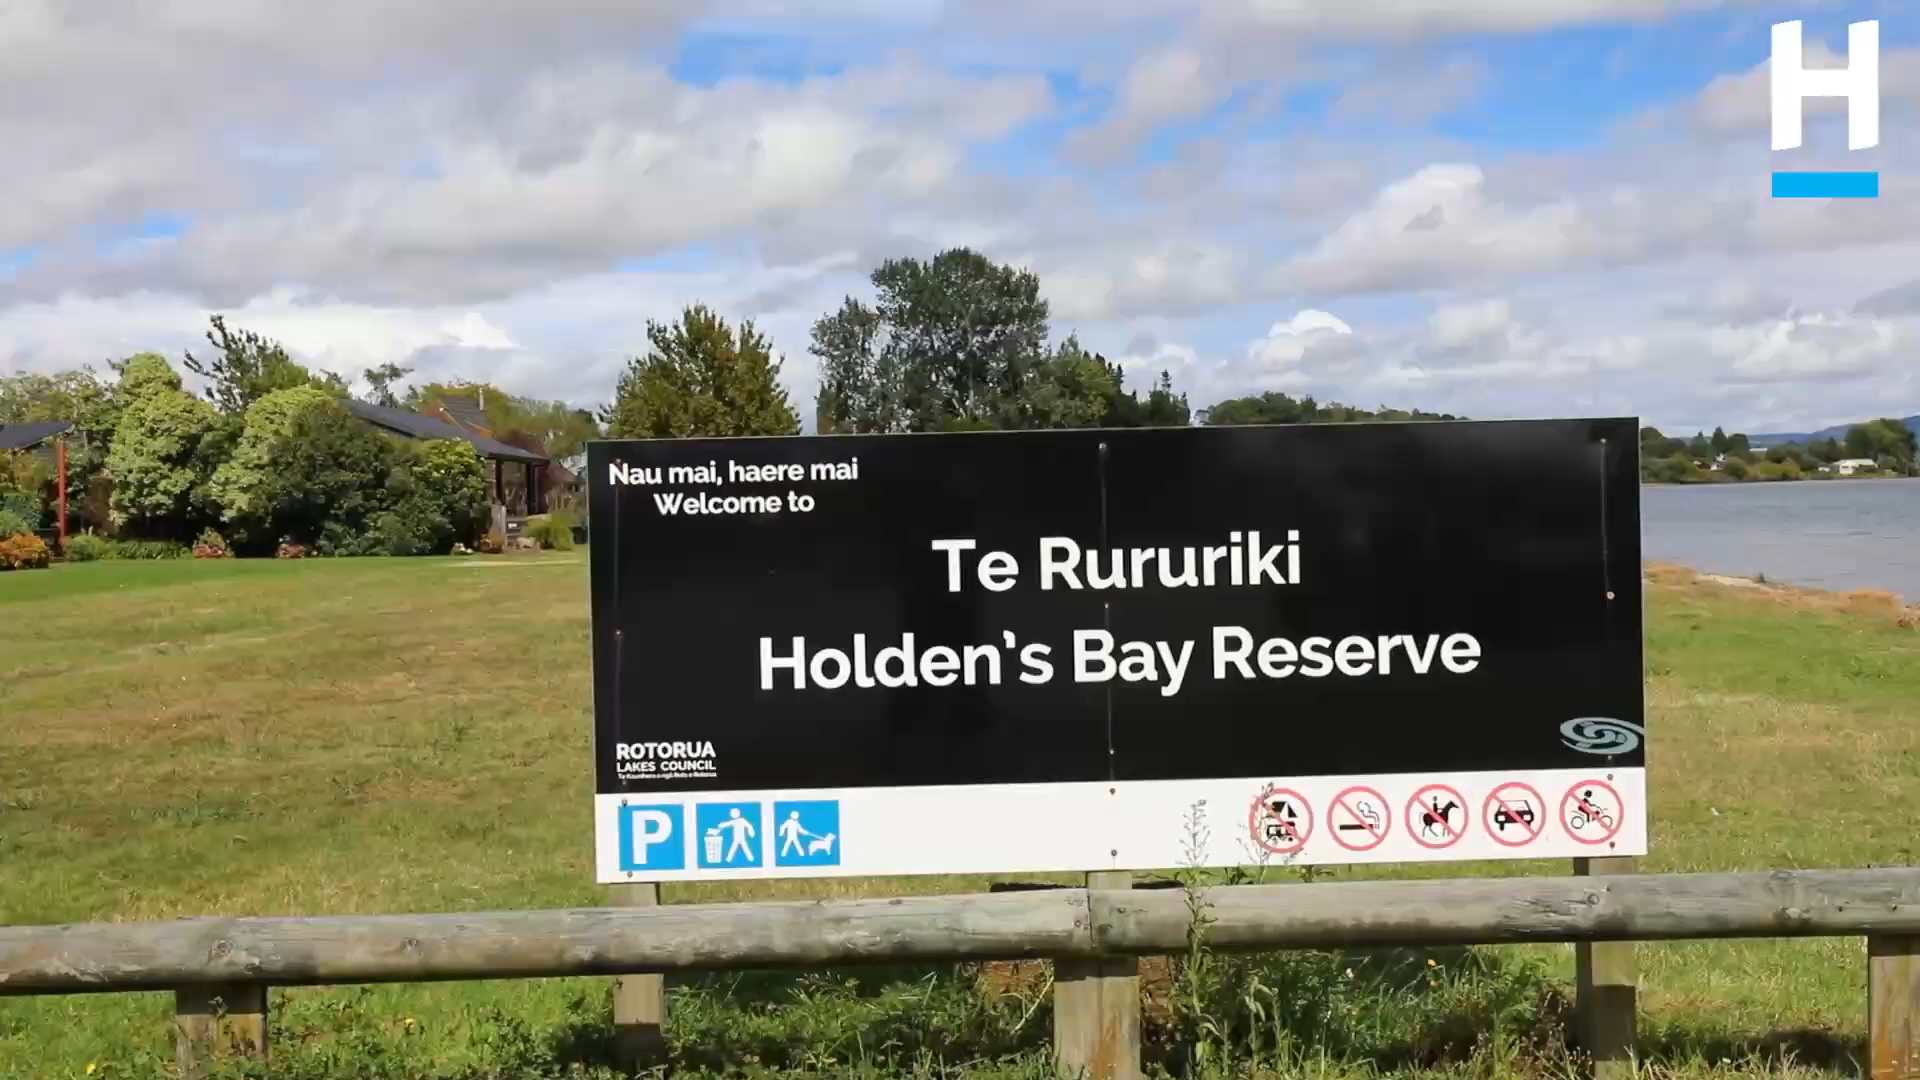 H
Nau mai, haere mai
Welcome to
Te Rururiki
Holden's Bay Reserve
ROTORUA
LAKES COUNCIL
P